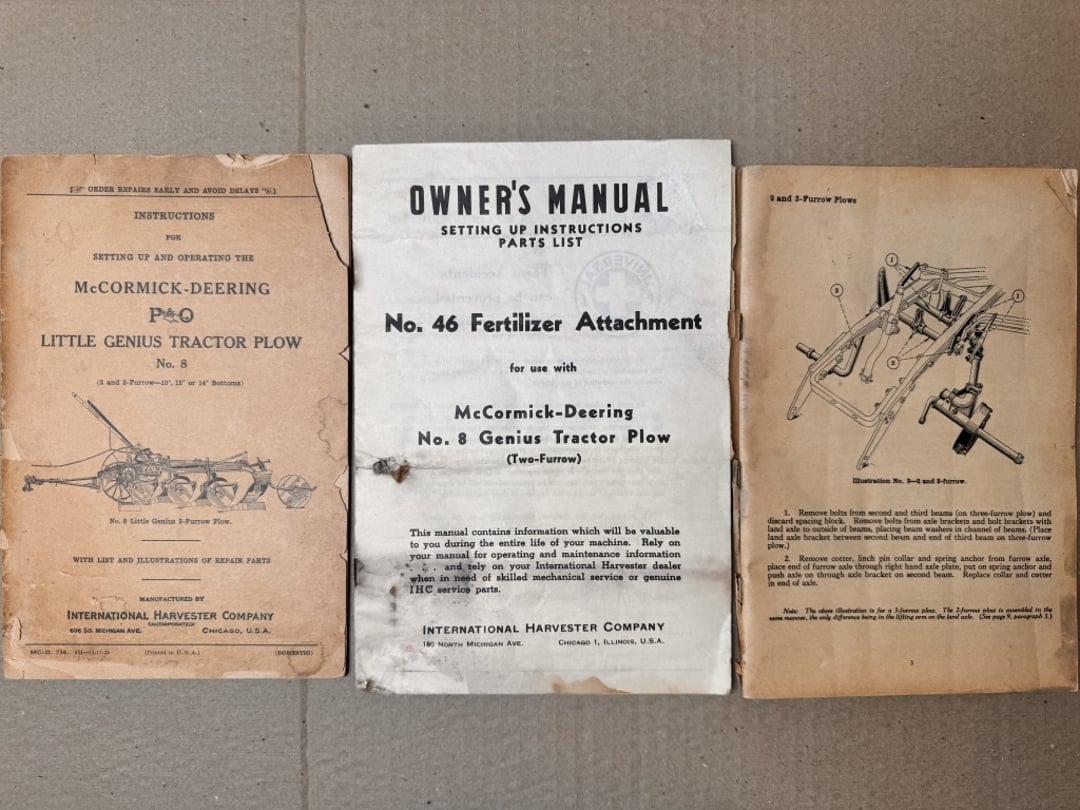 ORDER REPAIRS EARLY AND AVOID DELAYS
INSTRUCTIONS
FOR
SETTING UP AND OPERATING THE
McCORMICK-DEERING
P&O
LITTLE GENIUS TRACTOR PLOW
No. 8
(2 and 3-Furrow—10", 12" or 14" Bottoms)
No. 8 Little Genius 3-Furrow Plow.
WITH LIST AND ILLUSTRATIONS OF REPAIR PARTS
MANUFACTURED BY
INTERNATIONAL HARVESTER COMPANY
INCORPORATED
606 SO. MICHIGAN AVE. CHICAGO, U.S.A.
(Printed in U.S.A.) (DOMESTIC)
OWNER'S MANUAL
SETTING UP INSTRUCTIONS
PARTS LIST
No. 46 Fertilizer Attachment
for use with
McCormick-Deering
No. 8 Genius Tractor Plow
(Two-Furrow)
This manual contains information which will be valuable
to you during the entire life of your machine. Rely on
your manual for operating and maintenance information
. . . and rely on your International Harvester dealer
when in need of skilled mechanical service or genuine
IHC service parts.
INTERNATIONAL HARVESTER COMPANY
180 NORTH MICHIGAN AVE. CHICAGO 1, ILLINOIS, U.S.A.
UNIVERSAL
2 and 3-Furrow Plows
1
2
1
2
Illustration No. 3—2 and 3-furrow.
1. Remove bolts from second and third beams (on three-furrow plow) and
discard spacing block. Remove bolts from axle brackets and bolt brackets with
land axle to outside of beams, placing beam washers in channel of beams. (Place
land axle bracket between second beam and end of third beam on three-furrow
plow.)
2. Remove cotter, linch pin collar and spring anchor from furrow axle,
place end of furrow axle through right hand axle plate, put on spring anchor and
push axle on through axle bracket on second beam. Replace collar and cotter
in end of axle.
Note: The above illustration is for a 3-furrow plow. The 2-furrow plow is assembled in the
same manner, the only difference being in the lifting arm on the land axle. (See page 9, paragraph 3.)